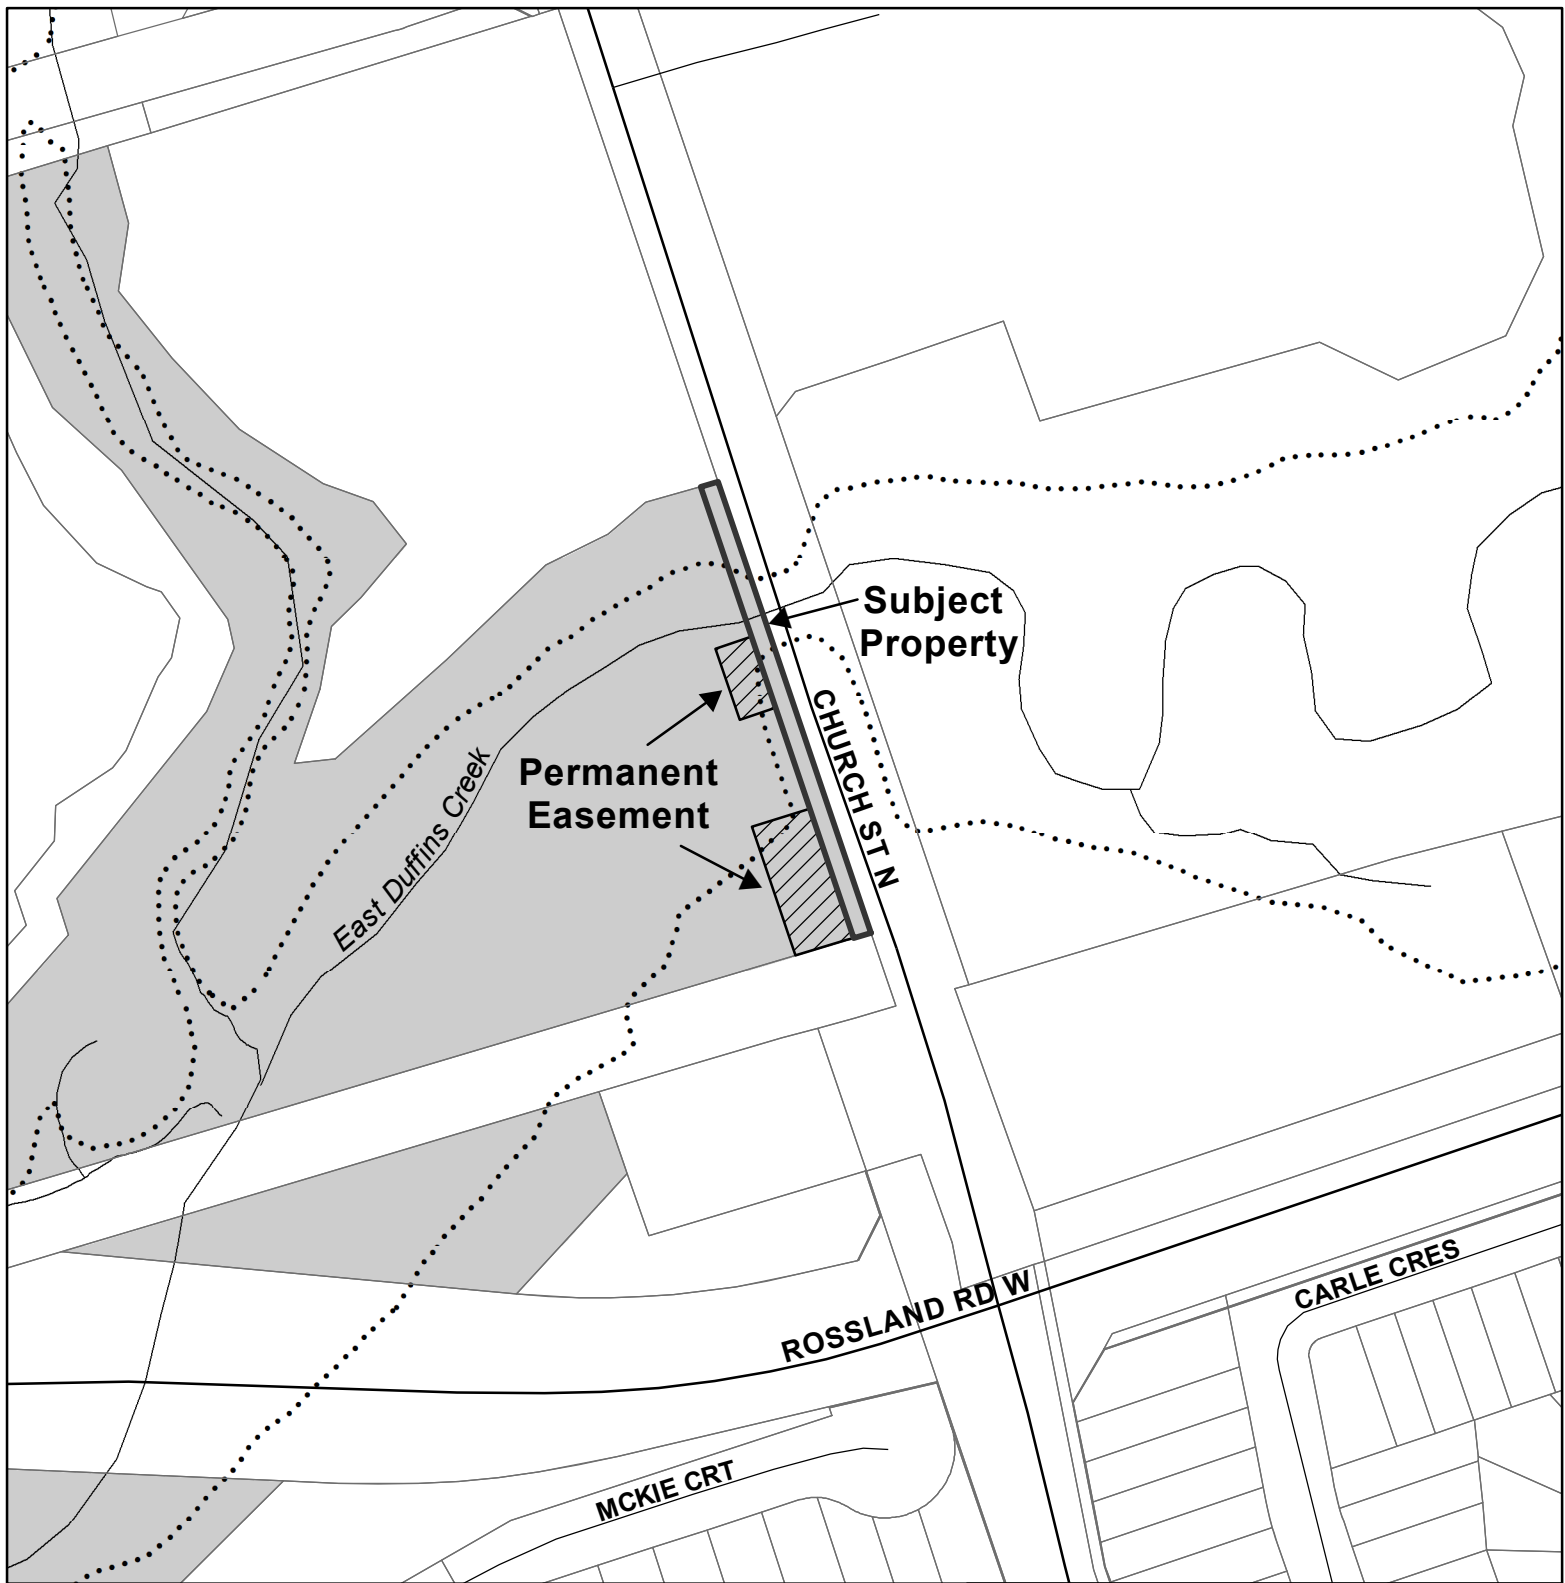 Subject
Property
CHURCH ST N
Permanent
Easement
East Duffins Creek
ROSSLAND RD W
CARLE CRES
MCKIE CRT